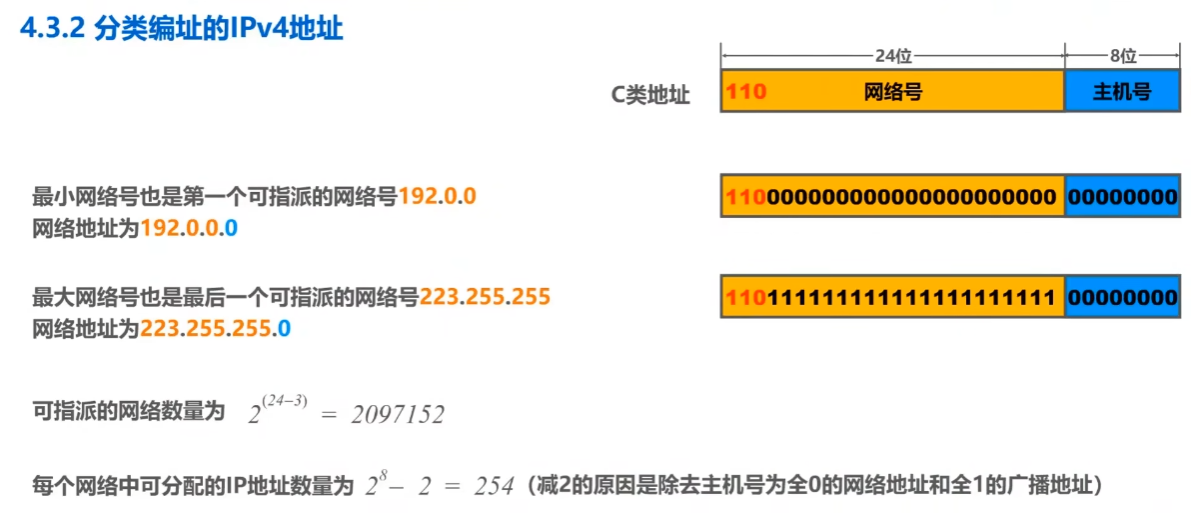 4.3.2 分类编址的IPv4地址
24位 8位
C类地址 110 网络号 主机号
最小网络号也是第一个可指派的网络号192.0.0
网络地址为192.0.0.0
110000000000000000000000 00000000
最大网络号也是最后一个可指派的网络号223.255.255
网络地址为223.255.255.0
110111111111111111111111 00000000
可指派的网络数量为 2^(24-3) = 2097152
每个网络中可分配的IP地址数量为 2^8 - 2 = 254（减2的原因是除去主机号为全0的网络地址和全1的广播地址）